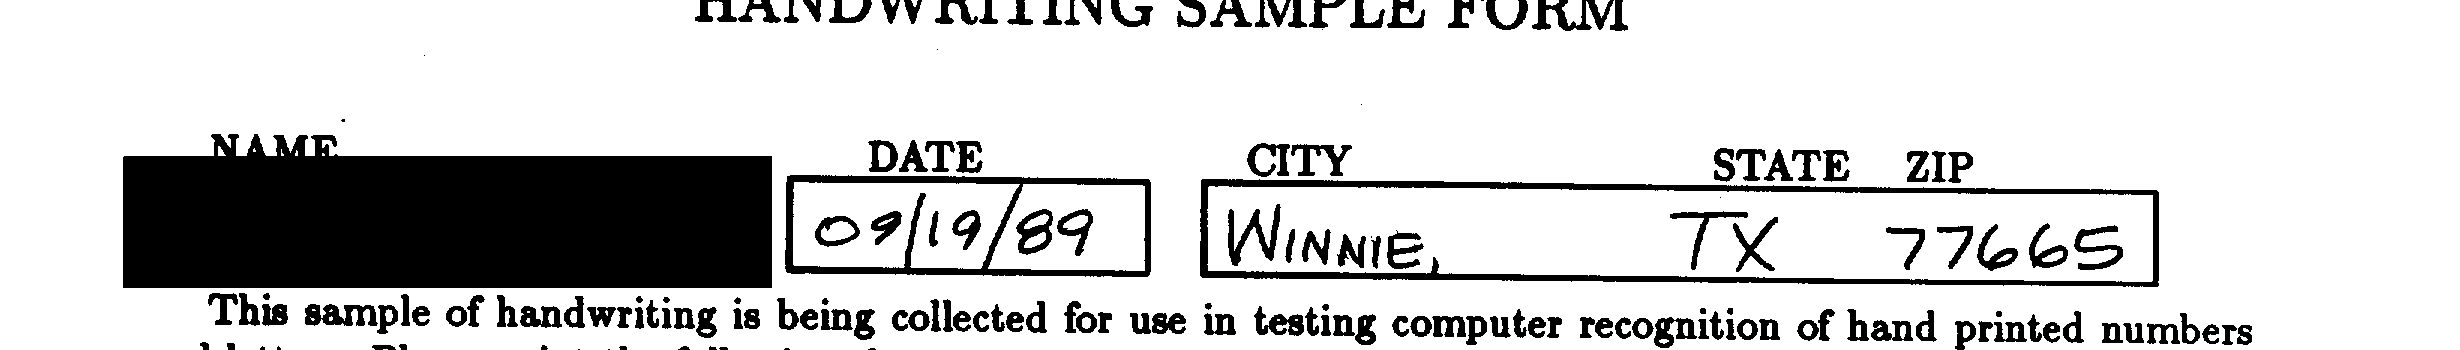 HANDWRITING SAMPLE FORM
NAME DATE CITY STATE ZIP
09/19/89 WINNIE, TX 77665
This sample of handwriting is being collected for use in testing computer recognition of hand printed numbers